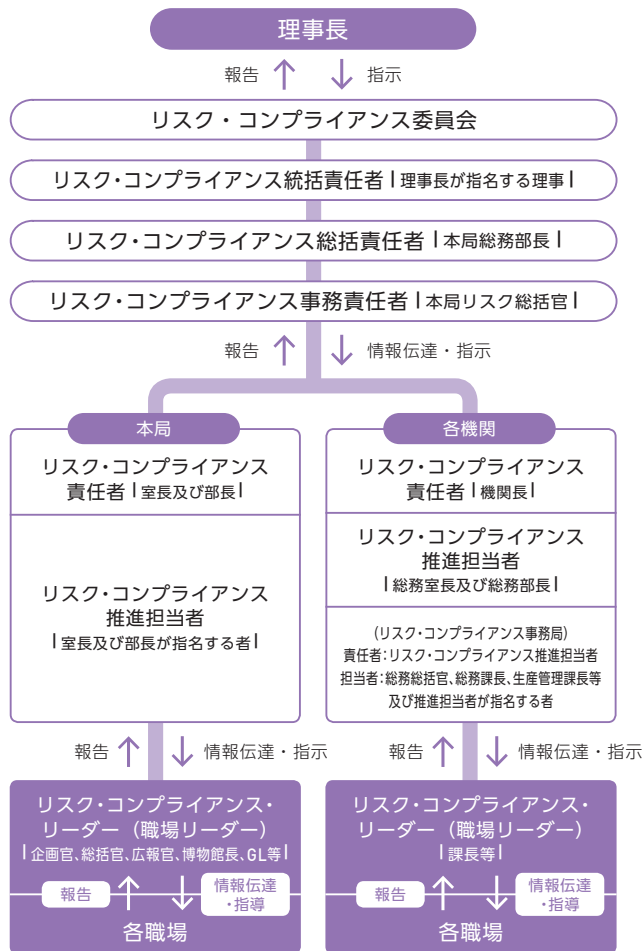 理事長
報告 指示
リスク・コンプライアンス委員会
リスク・コンプライアンス統括責任者 | 理事長が指名する理事 |
リスク・コンプライアンス総括責任者 | 本局総務部長 |
リスク・コンプライアンス事務責任者 | 本局リスク総括官 |
報告 情報伝達・指示
本局
リスク・コンプライアンス
責任者 | 室長及び部長 |
リスク・コンプライアンス
推進担当者
| 室長及び部長が指名する者 |
報告 情報伝達・指示
リスク・コンプライアンス・
リーダー（職場リーダー）
| 企画官、総括官、広報官、博物館長、GL等 |
報告
情報伝達
・指導
各職場
各機関
リスク・コンプライアンス
責任者 | 機関長 |
リスク・コンプライアンス
推進担当者
| 総務室長及び総務部長 |
(リスク・コンプライアンス事務局)
責任者：リスク・コンプライアンス推進担当者
担当者：総務総括官、総務課長、生産管理課長等
及び推進担当者が指名する者
報告 情報伝達・指示
リスク・コンプライアンス・
リーダー（職場リーダー）
| 課長等 |
報告
情報伝達
・指導
各職場